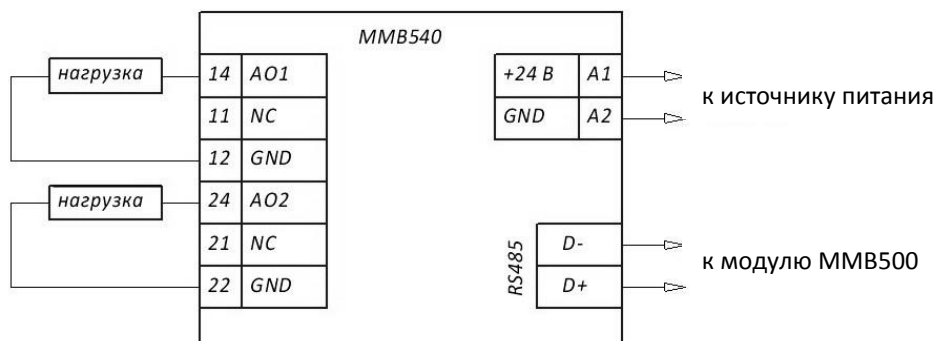 MMB540
нагрузка 14 AO1
11 NC
12 GND
нагрузка 24 AO2
21 NC
22 GND
+24 В A1
GND A2
к источнику питания
RS485
D-
D+
к модулю MMB500